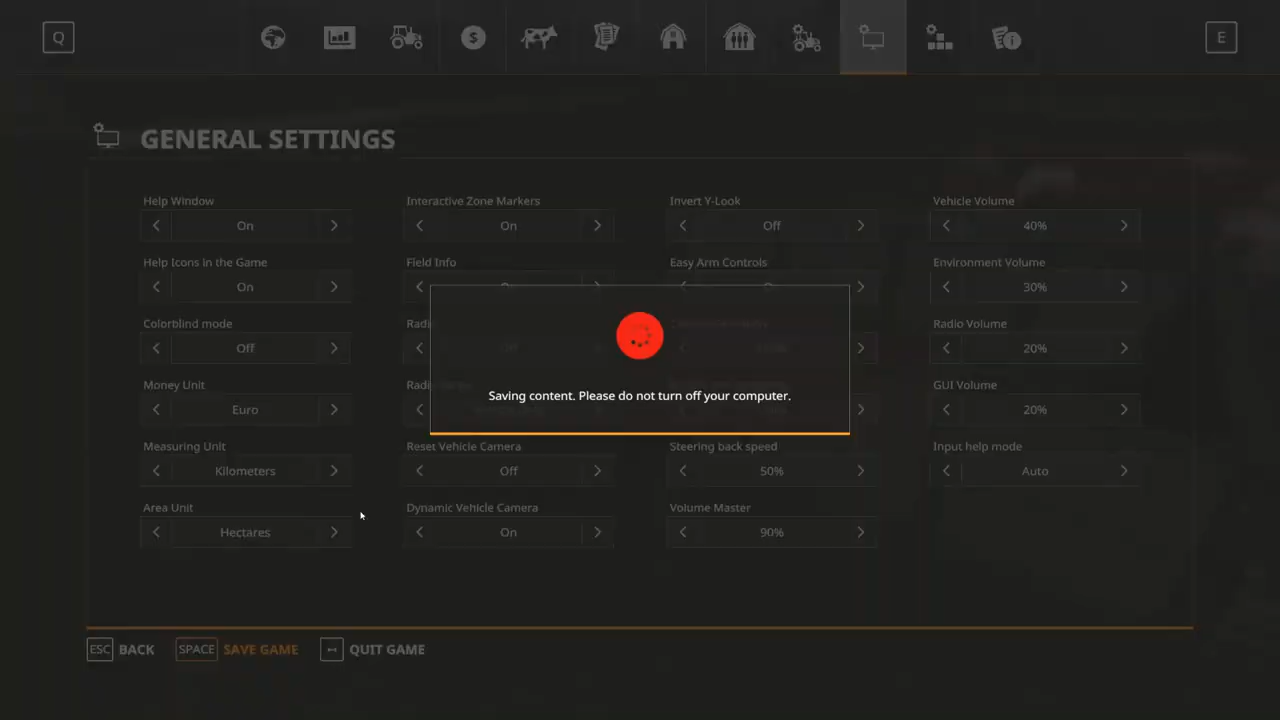 Q
E
GENERAL SETTINGS
Help Window
On
Interactive Zone Markers
On
Invert Y-Look
Off
Vehicle Volume
40%
Help Icons in the Game
On
Field Info
Easy Arm Controls
Environment Volume
30%
Colorblind mode
Off
Radio Volume
20%
Money Unit
Euro
GUI Volume
20%
Saving content. Please do not turn off your computer.
Measuring Unit
Kilometers
Reset Vehicle Camera
Off
Steering back speed
50%
Input help mode
Auto
Area Unit
Hectares
Dynamic Vehicle Camera
On
Volume Master
90%
ESC BACK SPACE SAVE GAME QUIT GAME